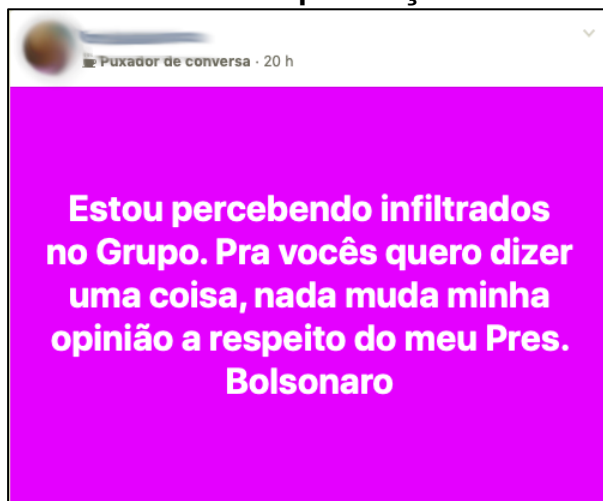 Puxador de conversa · 20 h
Estou percebendo infiltrados
no Grupo. Pra vocês quero dizer
uma coisa, nada muda minha
opinião a respeito do meu Pres.
Bolsonaro